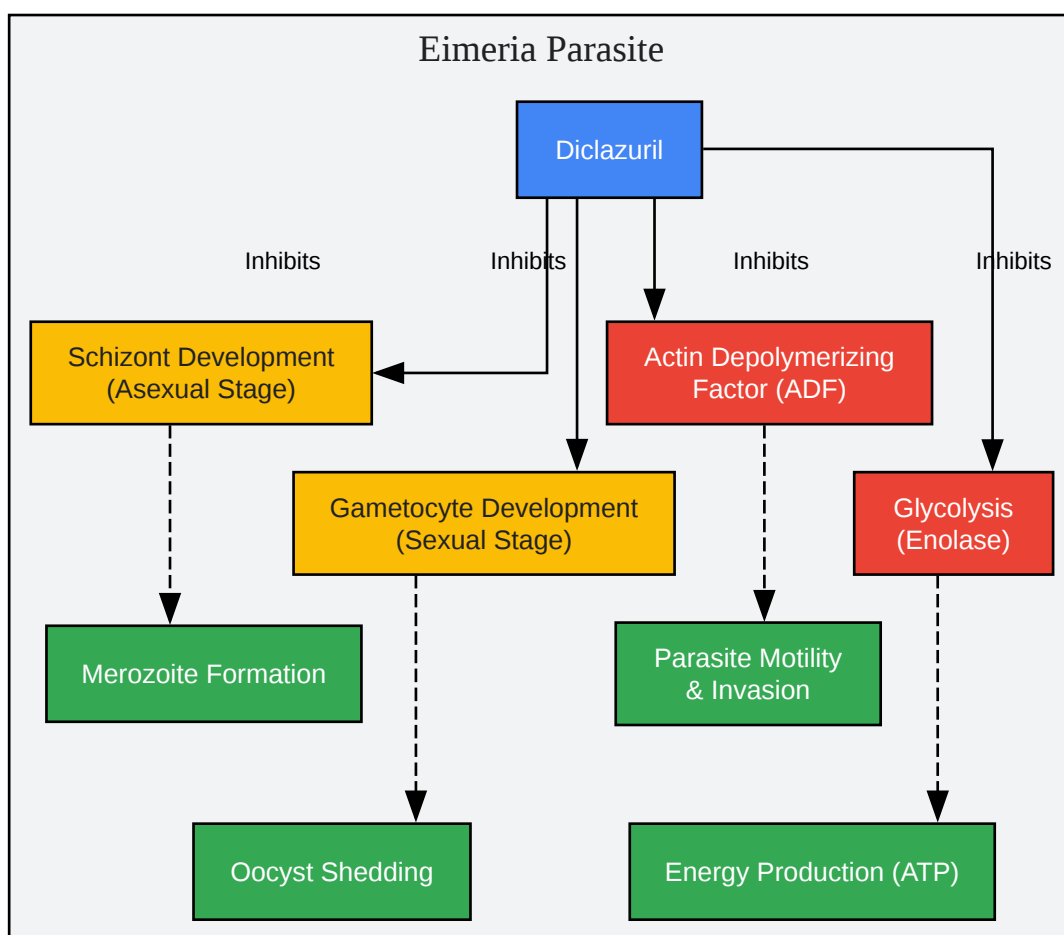 Eimeria Parasite
Diclazuril
Inhibits
Inhibits
Inhibits
Inhibits
Schizont Development
(Asexual Stage)
Actin Depolymerizing
Factor (ADF)
Gametocyte Development
(Sexual Stage)
Glycolysis
(Enolase)
Merozoite Formation
Parasite Motility
& Invasion
Oocyst Shedding
Energy Production (ATP)